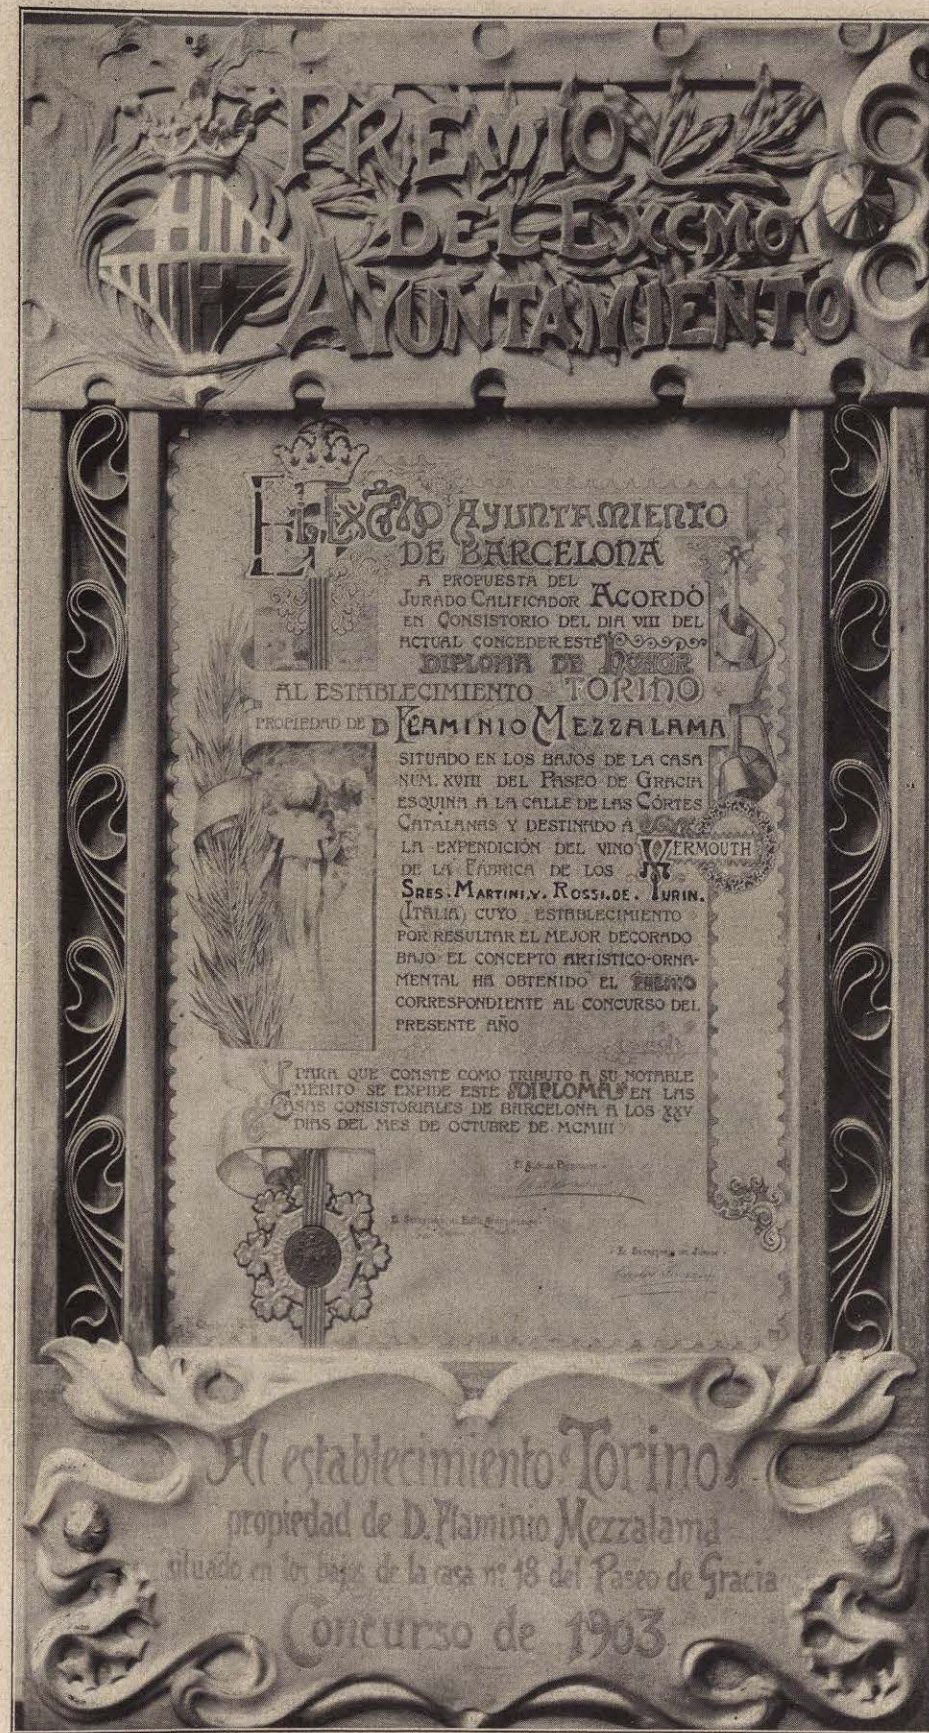 PREMIO
DEL EXCMO
AYUNTAMIENTO
EL EXCMO AYUNTAMIENTO
DE BARCELONA
A PROPUESTA DEL
JURADO CALIFICADOR ACORDÓ
EN CONSISTORIO DEL DIA VIII DEL
ACTUAL CONCEDER ESTE
DIPLOMA DE HONOR
AL ESTABLECIMIENTO TORINO
PROPIEDAD DE D FLAMINIO MEZZALAMA
SITUADO EN LOS BAJOS DE LA CASA
NÚM. XVIII DEL PASEO DE GRACIA
ESQUINA A LA CALLE DE LAS CÓRTES
CATALANAS Y DESTINADO Á
LA EXPENDICIÓN DEL VINO VERMOUTH
DE LA FÁBRICA DE LOS
SRES. MARTINI. Y. ROSSI. DE. TURIN.
(ITALIA) CUYO ESTABLECIMIENTO
POR RESULTAR EL MEJOR DECORADO
BAJO EL CONCEPTO ARTÍSTICO-ORNA-
MENTAL HA OBTENIDO EL PREMIO
CORRESPONDIENTE AL CONCURSO DEL
PRESENTE AÑO
Y PARA QUE CONSTE COMO TRIBUTO A SU NOTABLE
MÉRITO SE EXPIDE ESTE DIPLOMA EN LAS
CASAS CONSISTORIALES DE BARCELONA A LOS XXV
DIAS DEL MES DE OCTUBRE DE MCMIII
Al establecimiento Torino
propiedad de D. Flaminio Mezzalama
situado en los bajos de la casa nº 18 del Paseo de Gracia
Concurso de 1903